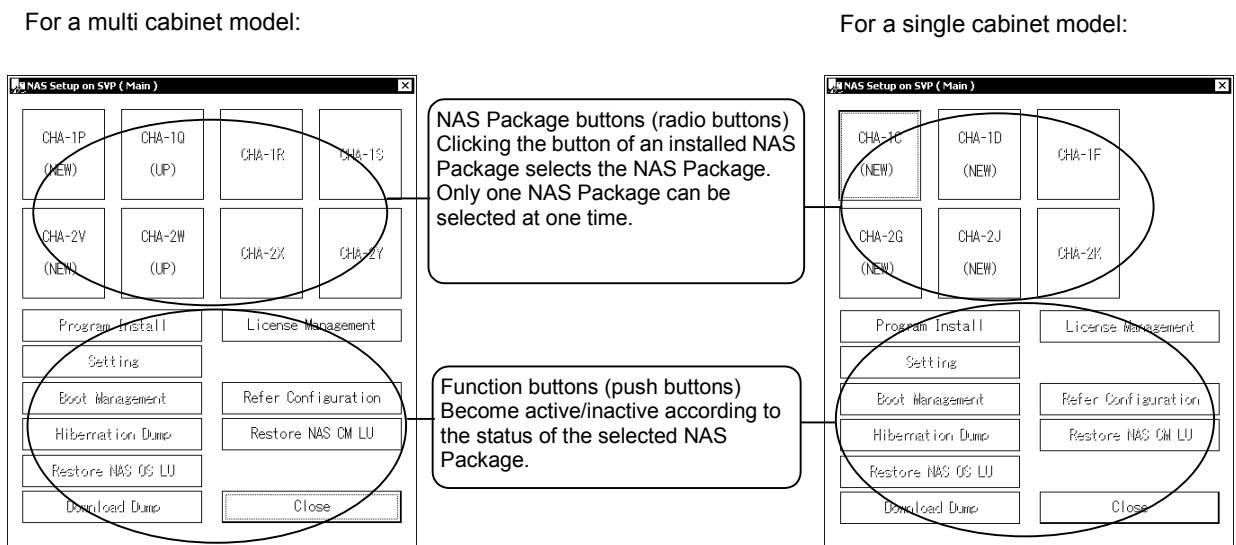 For a multi cabinet model:
For a single cabinet model:
NAS Setup on SVP ( Main )
CHA-1P
(NEW)
CHA-1Q
(UP)
CHA-1R
CHA-1S
CHA-2V
(NEW)
CHA-2W
(UP)
CHA-2X
CHA-2Y
Program Install
License Management
Setting
Boot Management
Refer Configuration
Hibernation Dump
Restore NAS CM LU
Restore NAS OS LU
Download Dump
Close
NAS Package buttons (radio buttons)
Clicking the button of an installed NAS
Package selects the NAS Package.
Only one NAS Package can be
selected at one time.
Function buttons (push buttons)
Become active/inactive according to
the status of the selected NAS
Package.
NAS Setup on SVP ( Main )
CHA-1C
(NEW)
CHA-1D
(NEW)
CHA-1F
CHA-2G
(NEW)
CHA-2J
(NEW)
CHA-2K
Program Install
License Management
Setting
Boot Management
Refer Configuration
Hibernation Dump
Restore NAS CM LU
Restore NAS OS LU
Download Dump
Close